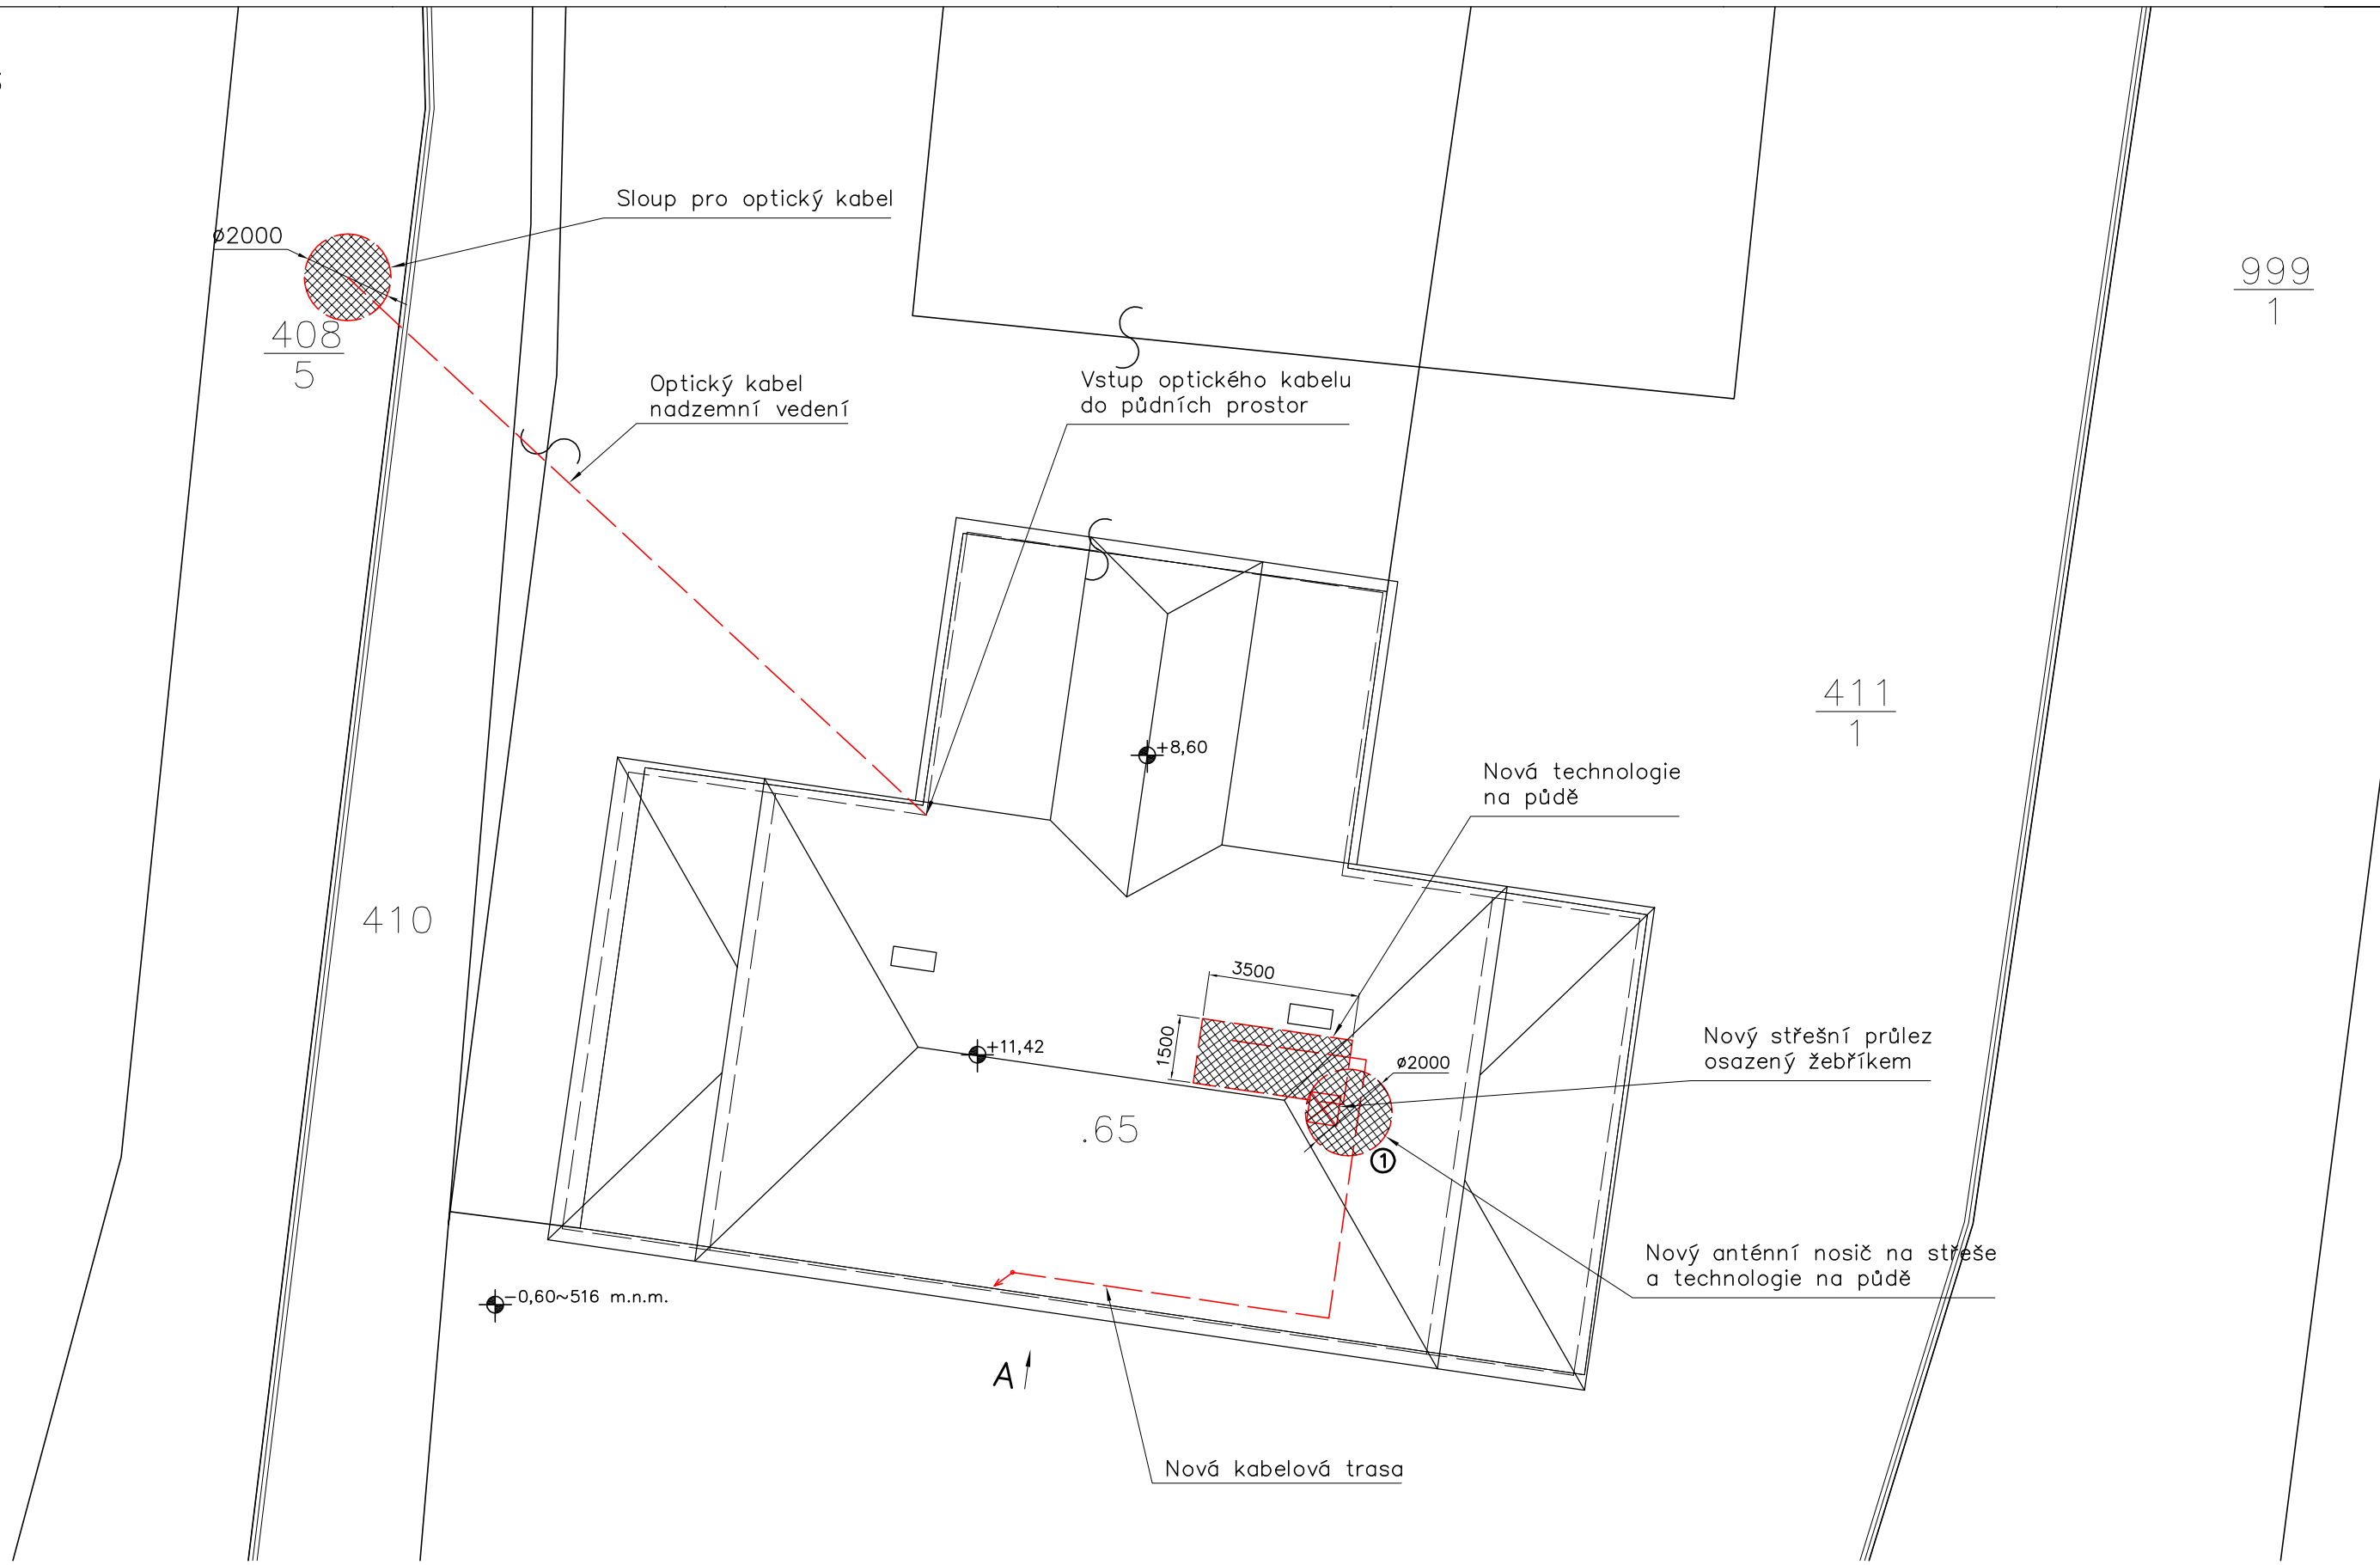 Sloup pro optický kabel
ø2000
999
1
408
5
Optický kabel
nadzemní vedení
Vstup optického kabelu
do půdních prostor
411
1
+8,60
Nová technologie
na půdě
410
3500
1500
+11,42
ø2000
Nový střešní průlez
osazený žebříkem
.65
1
Nový anténní nosič na střeše
a technologie na půdě
-0,60~516 m.n.m.
A
Nová kabelová trasa